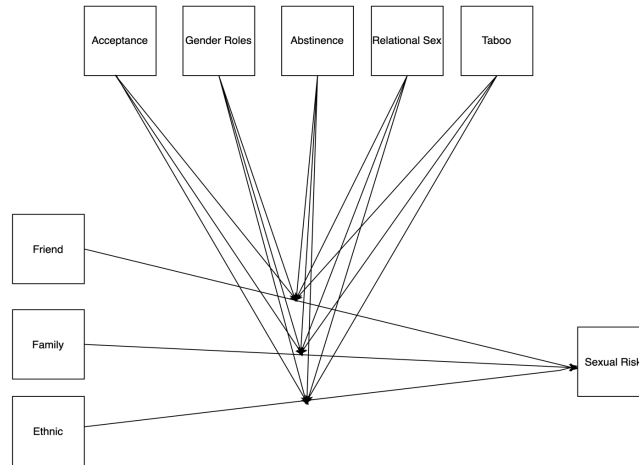 Acceptance
Gender Roles
Abstinence
Relational Sex
Taboo
Friend
Family
Ethnic
Sexual Risk